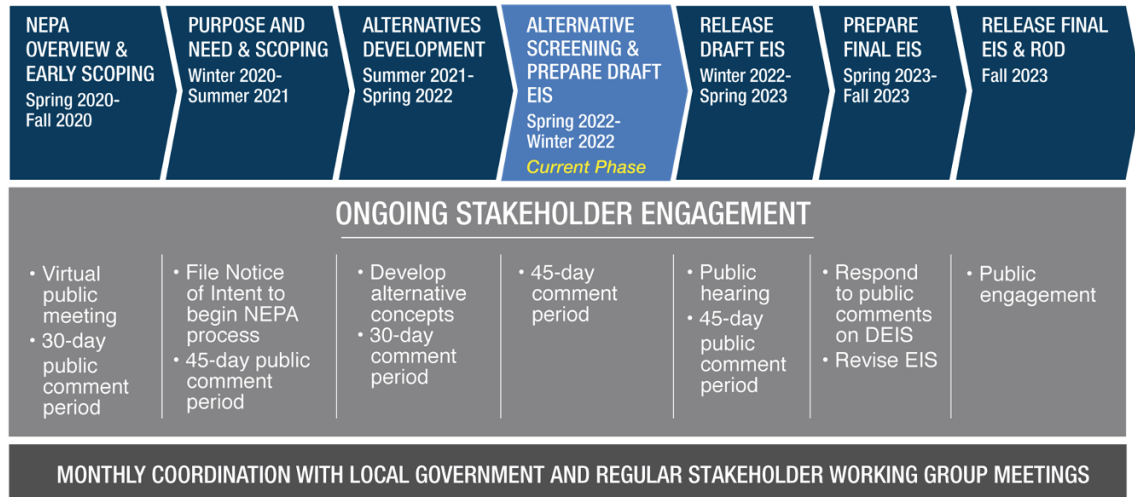 NEPA
OVERVIEW &
EARLY SCOPING
Spring 2020-
Fall 2020
PURPOSE AND
NEED & SCOPING
Winter 2020-
Summer 2021
ALTERNATIVES
DEVELOPMENT
Summer 2021-
Spring 2022
ALTERNATIVE
SCREENING &
PREPARE DRAFT
EIS
Spring 2022-
Winter 2022
Current Phase
RELEASE
DRAFT EIS
Winter 2022-
Spring 2023
PREPARE
FINAL EIS
Spring 2023-
Fall 2023
RELEASE FINAL
EIS & ROD
Fall 2023
ONGOING STAKEHOLDER ENGAGEMENT
• Virtual
public
meeting
• 30-day
public
comment
period
• File Notice
of Intent to
begin NEPA
process
• 45-day public
comment
period
• Develop
alternative
concepts
• 30-day
comment
period
• 45-day
comment
period
• Public
hearing
• 45-day
public
comment
period
• Respond
to public
comments
on DEIS
• Revise EIS
• Public
engagement
MONTHLY COORDINATION WITH LOCAL GOVERNMENT AND REGULAR STAKEHOLDER WORKING GROUP MEETINGS